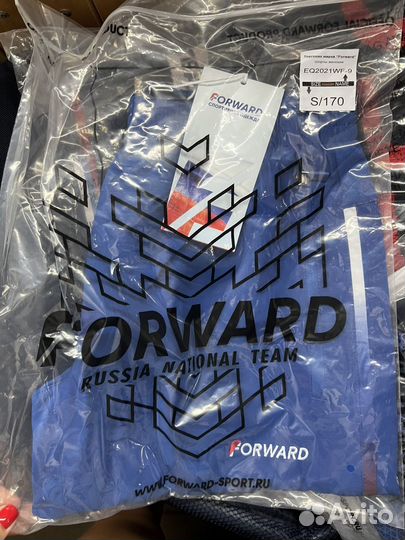 EQ2021WF-9
S/170
FORWARD
FORWARD
RUSSIA NATIONAL TEAM
FORWARD
WWW.FORWARD-SPORT.RU
Avito